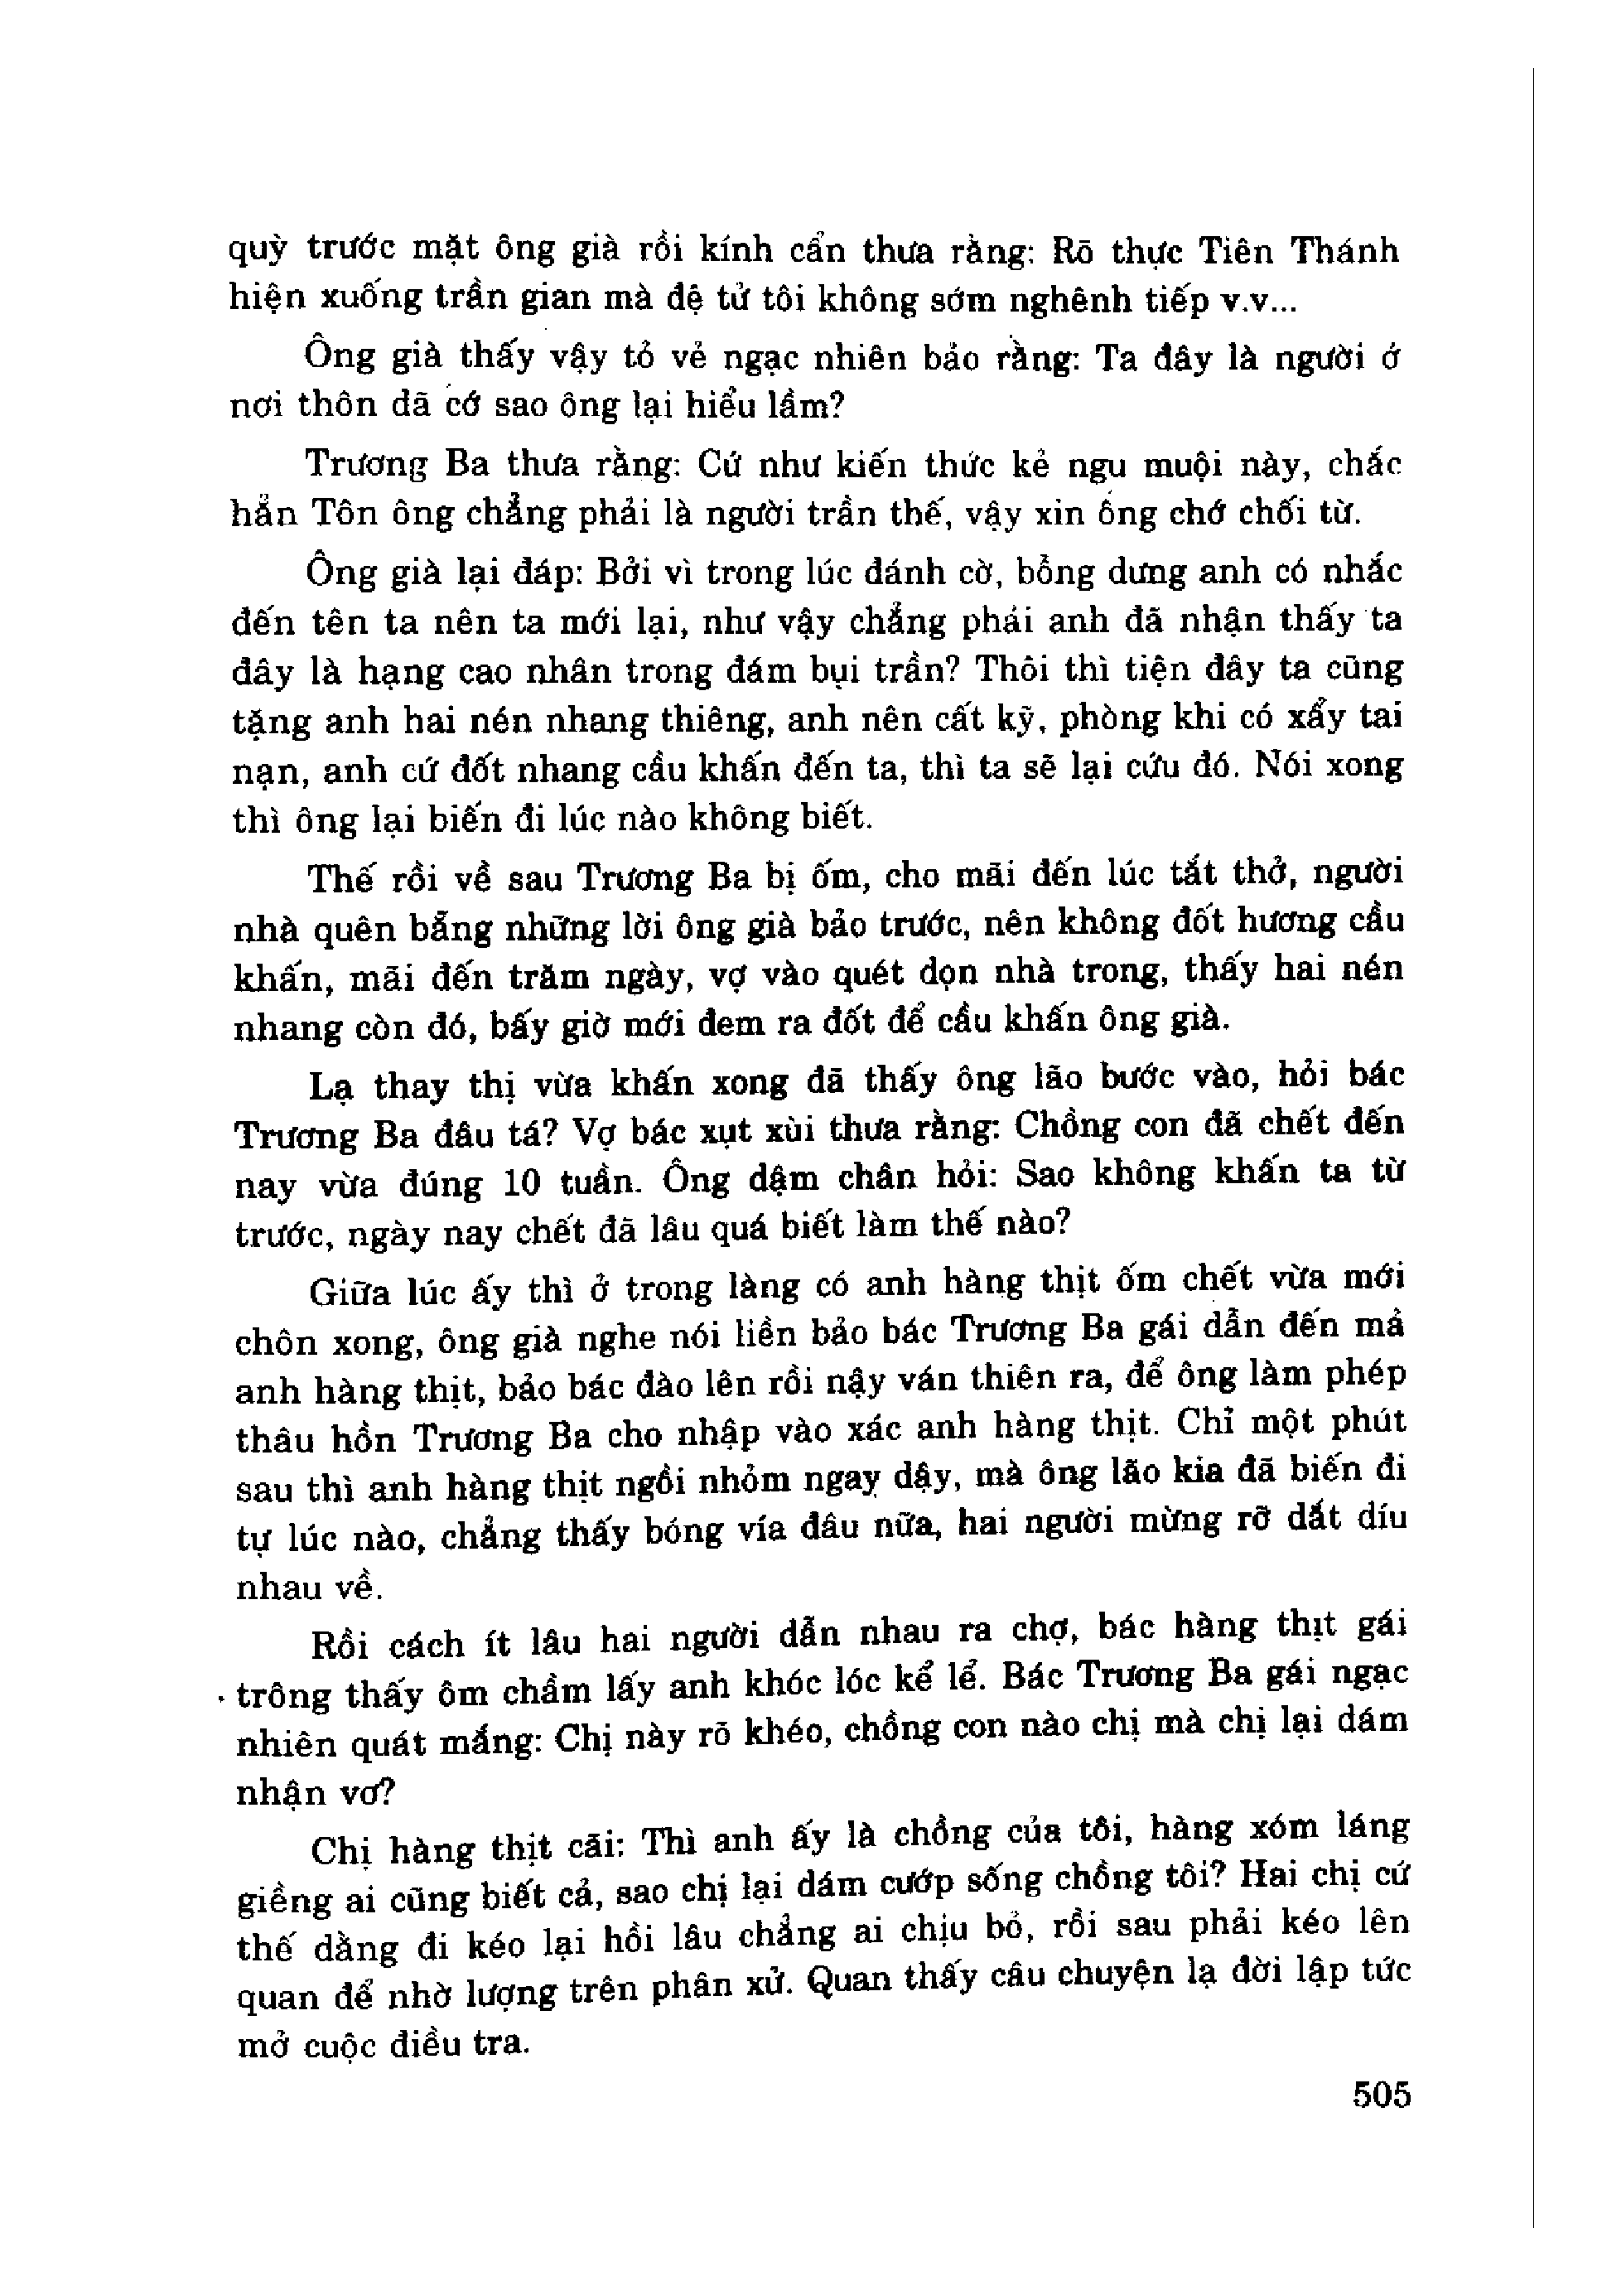 quỳ trước mặt ông già rồi kính cẩn thưa rằng: Rõ thực Tiên Thánh
hiện xuống trần gian mà đệ tử tôi không sớm nghênh tiếp v.v...
Ông già thấy vậy tỏ vẻ ngạc nhiên bảo rằng: Ta đây là người ở
nơi thôn dã cớ sao ông lại hiểu lầm?
Trương Ba thưa rằng: Cứ như kiến thức kẻ ngu muội này, chắc
hẳn Tôn ông chẳng phải là người trần thế, vậy xin ông chớ chối từ.
Ông già lại đáp: Bởi vì trong lúc đánh cờ, bỗng dưng anh có nhắc
đến tên ta nên ta mới lại, như vậy chẳng phải anh đã nhận thấy ta
đây là hạng cao nhân trong đám bụi trần? Thôi thì tiện đây ta cũng
tặng anh hai nén nhang thiêng, anh nên cất kỹ, phòng khi có xẩy tai
nạn, anh cứ đốt nhang cầu khấn đến ta, thì ta sẽ lại cứu đó. Nói xong
thì ông lại biến đi lúc nào không biết.
Thế rồi về sau Trương Ba bị ốm, cho mãi đến lúc tắt thở, người
nhà quên bẵng những lời ông già bảo trước, nên không đốt hương cầu
khấn, mãi đến trăm ngày, vợ vào quét dọn nhà trong, thấy hai nén
nhang còn đó, bấy giờ mới đem ra đốt để cầu khấn ông già.
Lạ thay thị vừa khấn xong đã thấy ông lão bước vào, hỏi bác
Trương Ba đâu tá? Vợ bác xụt xùi thưa rằng: Chồng con đã chết đến
nay vừa đúng 10 tuần. Ông dậm chân hỏi: Sao không khấn ta từ
trước, ngày nay chết đã lâu quá biết làm thế nào?
Giữa lúc ấy thì ở trong làng có anh hàng thịt ốm chết vừa mới
chôn xong, ông già nghe nói liền bảo bác Trương Ba gái dẫn đến mả
anh hàng thịt, bảo bác đào lên rồi nậy ván thiên ra, để ông làm phép
thâu hồn Trương Ba cho nhập vào xác anh hàng thịt. Chỉ một phút
sau thì anh hàng thịt ngồi nhỏm ngay dậy, mà ông lão kia đã biến đi
tự lúc nào, chẳng thấy bóng vía đâu nữa, hai người mừng rỡ dắt díu
nhau về.
Rồi cách ít lâu hai người dẫn nhau ra chợ, bác hàng thịt gái
trông thấy ôm chầm lấy anh khóc lóc kể lể. Bác Trương Ba gái ngạc
nhiên quát mắng: Chị này rõ khéo, chồng con nào chị mà chị lại dám
nhận vơ?
Chị hàng thịt cãi: Thì anh ấy là chồng của tôi, hàng xóm láng
giềng ai cũng biết cả, sao chị lại dám cướp sống chồng tôi? Hai chị cứ
thế dằng đi kéo lại hồi lâu chẳng ai chịu bỏ, rồi sau phải kéo lên
quan để nhờ lượng trên phân xử. Quan thấy câu chuyện lạ đời lập tức
mở cuộc điều tra.
505